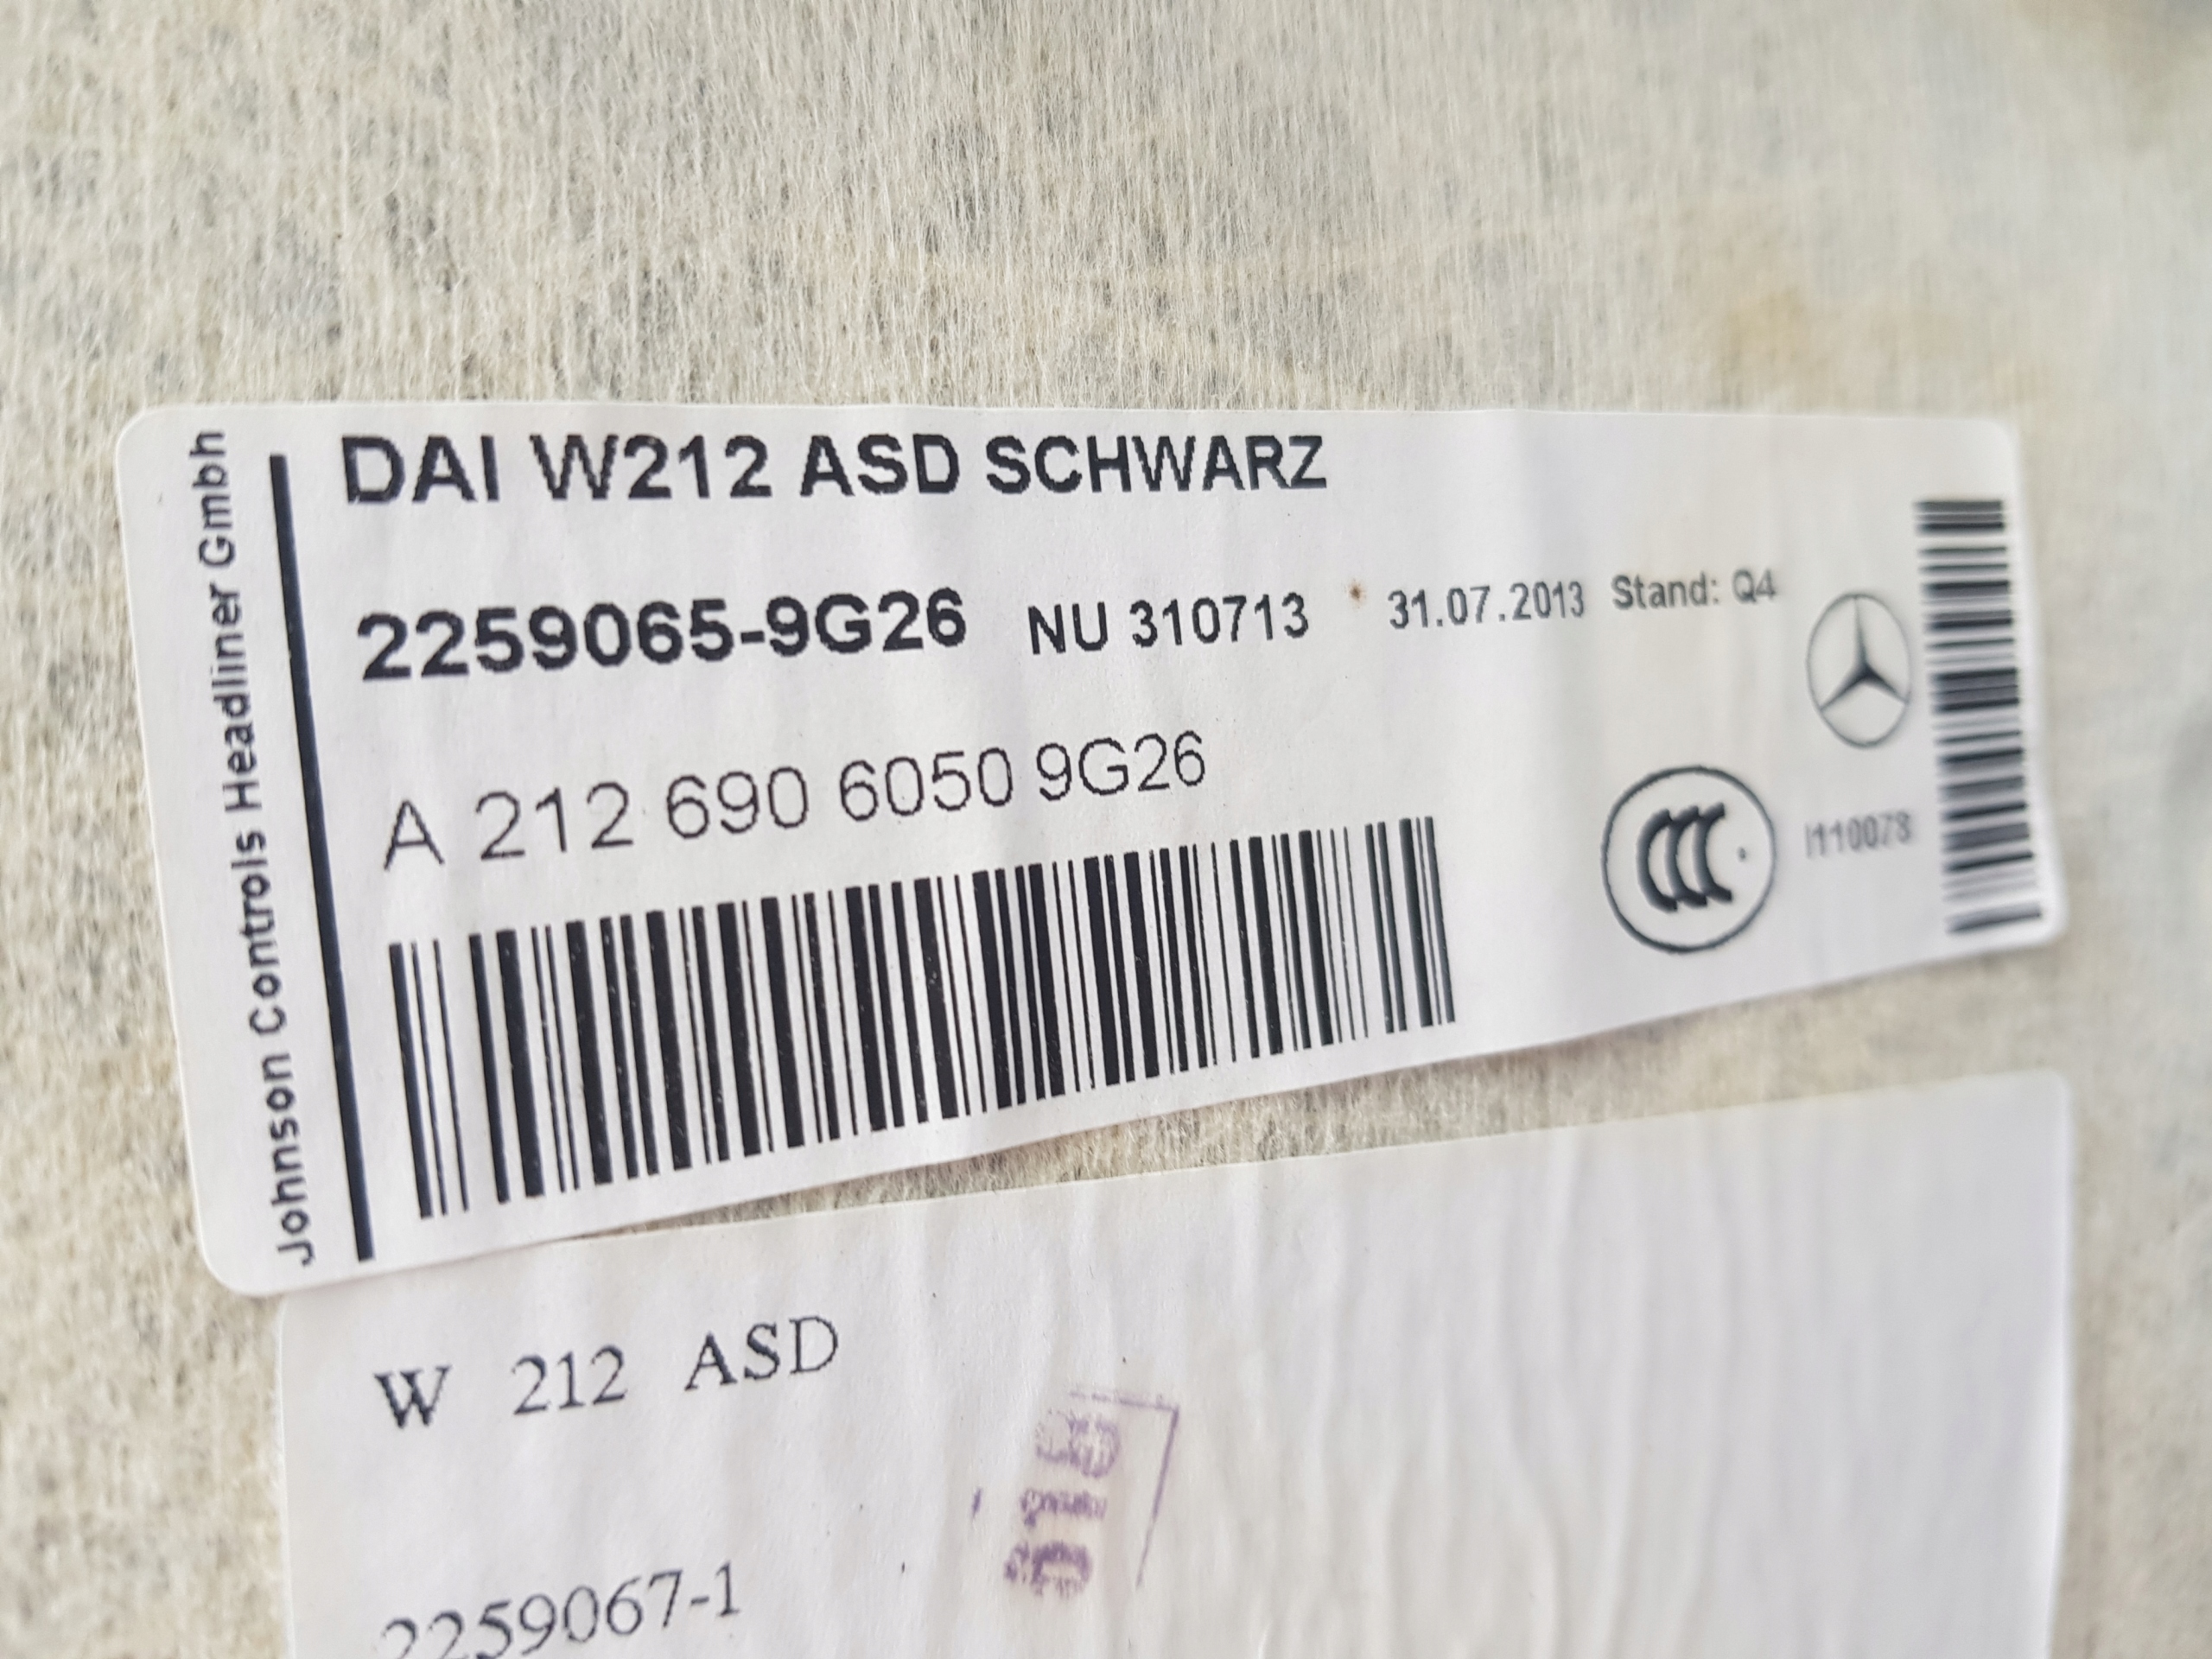 Johnson Controls Headliner Gmbh
DAI W212 ASD SCHWARZ
2259065-9G26 NU 310713 31.07.2013 Stand: Q4
A 212 690 6050 9G26
I110078
W 212 ASD
2259067-1